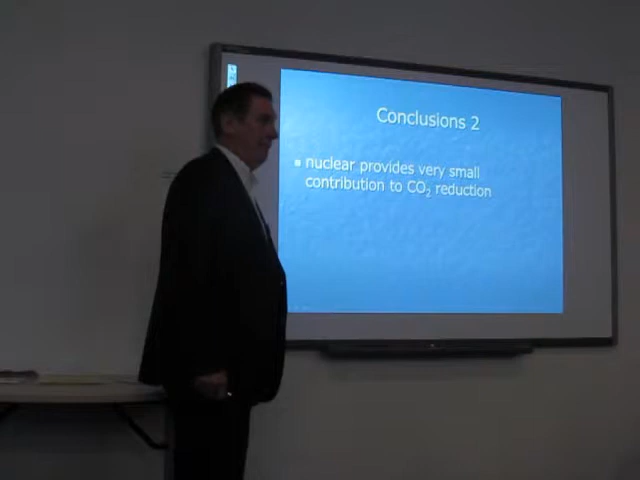 Conclusions 2
nuclear provides very small
contribution to CO₂ reduction